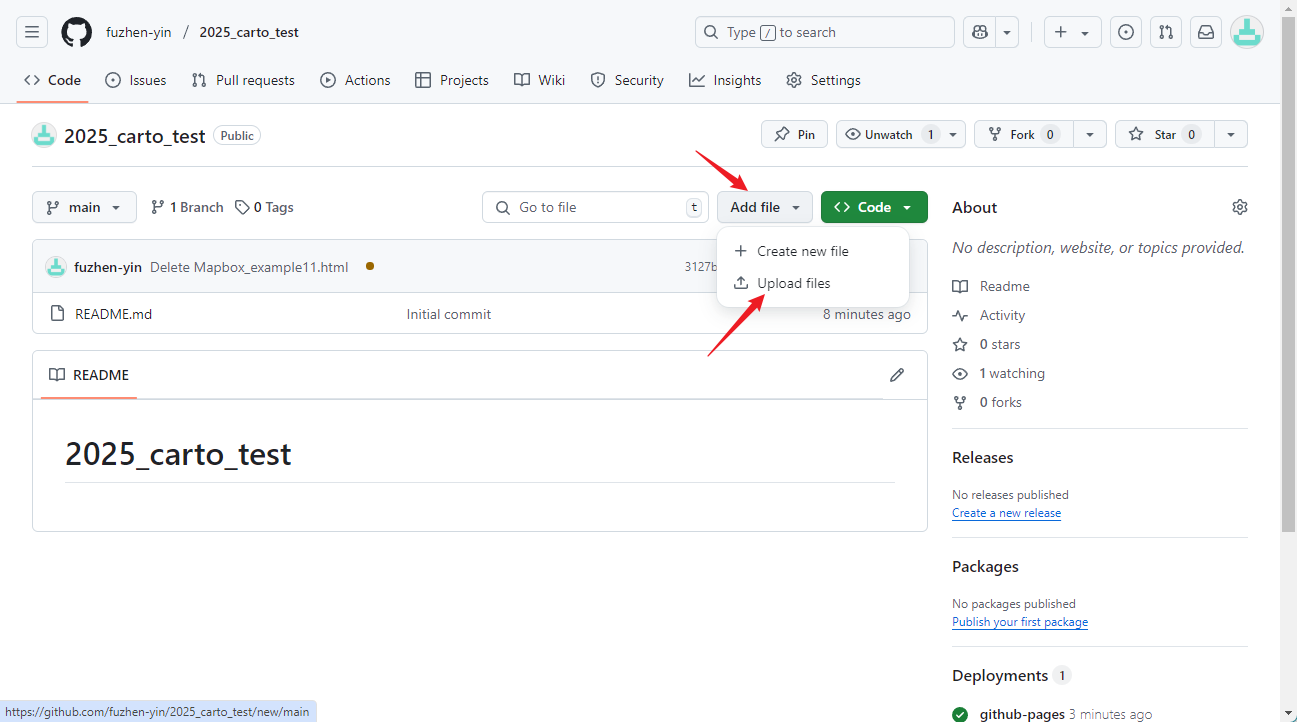 fuzhen-yin / 2025_carto_test
Type / to search
Code Issues Pull requests Actions Projects Wiki Security Insights Settings
2025_carto_test Public
Pin Unwatch 1 Fork 0 Star 0
main 1 Branch 0 Tags Go to file t Add file Code
Create new file
Upload files
fuzhen-yin Delete Mapbox_example11.html 3127b
README.md Initial commit 8 minutes ago
README
2025_carto_test
About
No description, website, or topics provided.
Readme
Activity
0 stars
1 watching
0 forks
Releases
No releases published
Create a new release
Packages
No packages published
Publish your first package
Deployments 1
github-pages 3 minutes ago
https://github.com/fuzhen-yin/2025_carto_test/new/main